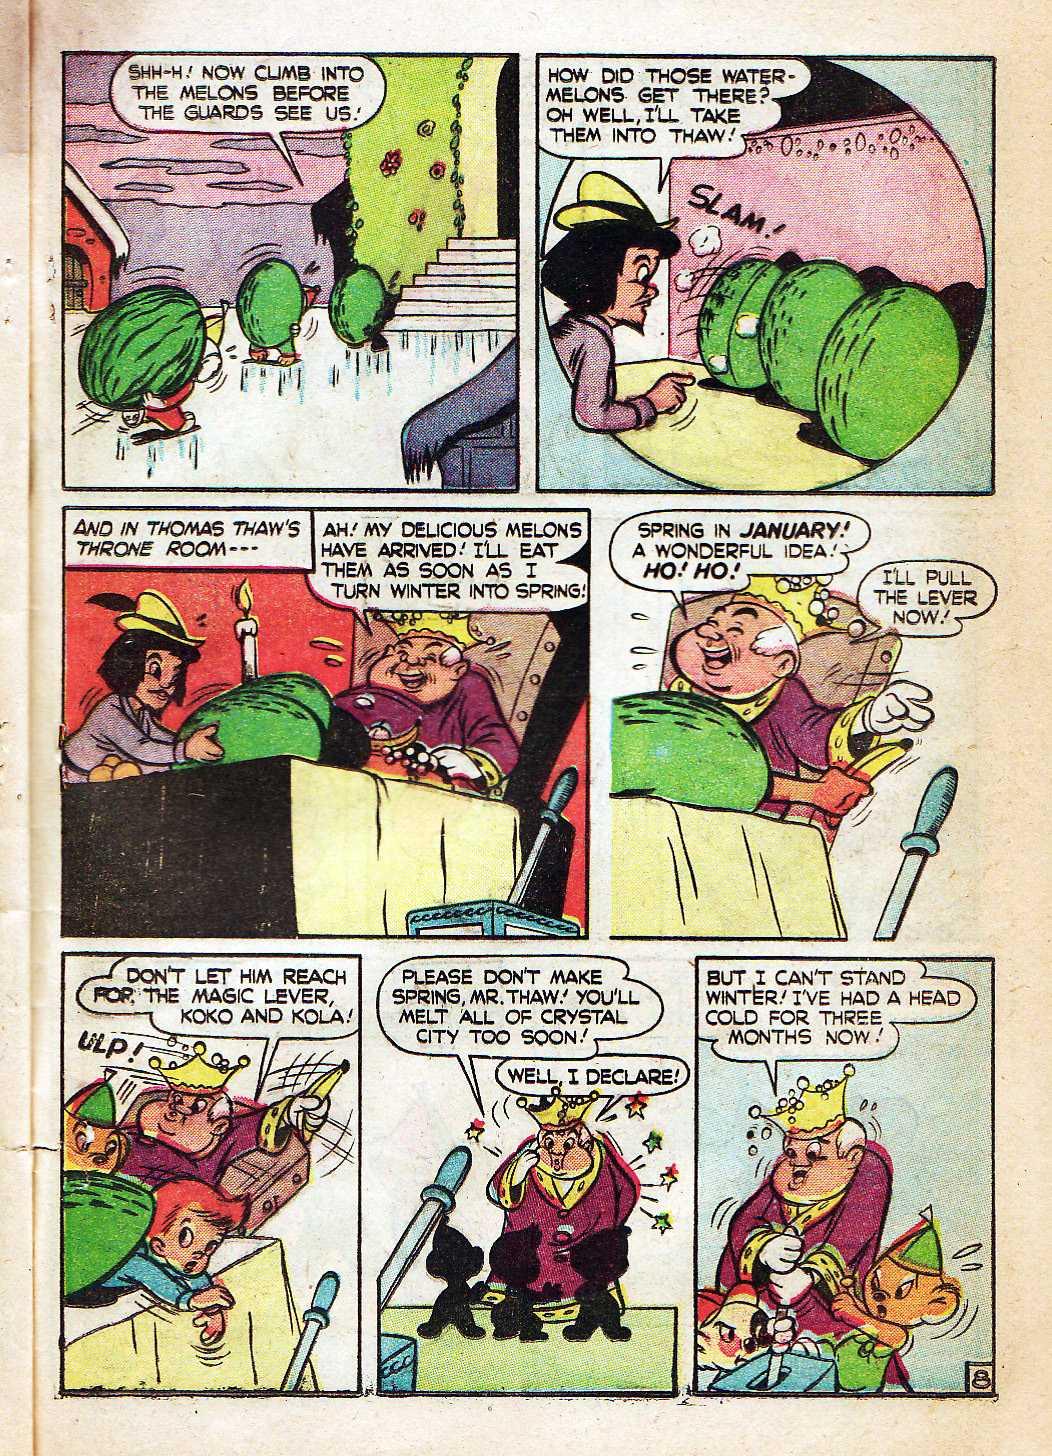 SHH-H! NOW CLIMB INTO
THE MELONS BEFORE
THE GUARDS SEE US!
HOW DID THOSE WATER-
MELONS GET THERE?
OH WELL, I'LL TAKE
THEM INTO THAW!
SLAM!
AND IN THOMAS THAW'S
THRONE ROOM---
AH! MY DELICIOUS MELONS
HAVE ARRIVED! I'LL EAT
THEM AS SOON AS I
TURN WINTER INTO SPRING!
SPRING IN JANUARY!
A WONDERFUL IDEA!
HO! HO!
I'LL PULL
THE LEVER
NOW!
DON'T LET HIM REACH
FOR THE MAGIC LEVER,
KOKO AND KOLA!
ULP!
PLEASE DON'T MAKE
SPRING, MR. THAW! YOU'LL
MELT ALL OF CRYSTAL
CITY TOO SOON!
WELL, I DECLARE!
BUT I CAN'T STAND
WINTER! I'VE HAD A HEAD
COLD FOR THREE
MONTHS NOW!
8